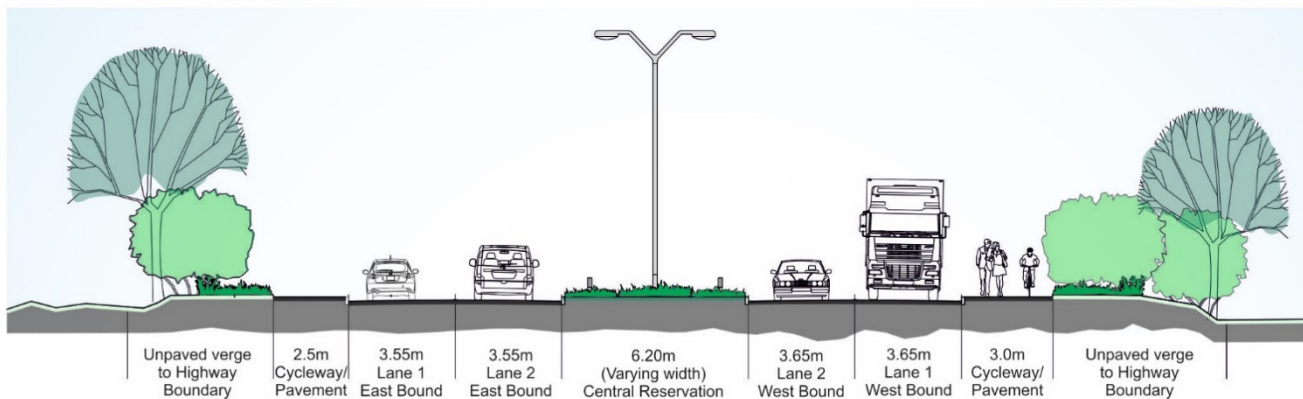 Unpaved verge
to Highway
Boundary
2.5m
Cycleway/
Pavement
3.55m
Lane 1
East Bound
3.55m
Lane 2
East Bound
6.20m
(Varying width)
Central Reservation
3.65m
Lane 2
West Bound
3.65m
Lane 1
West Bound
3.0m
Cycleway/
Pavement
Unpaved verge
to Highway
Boundary